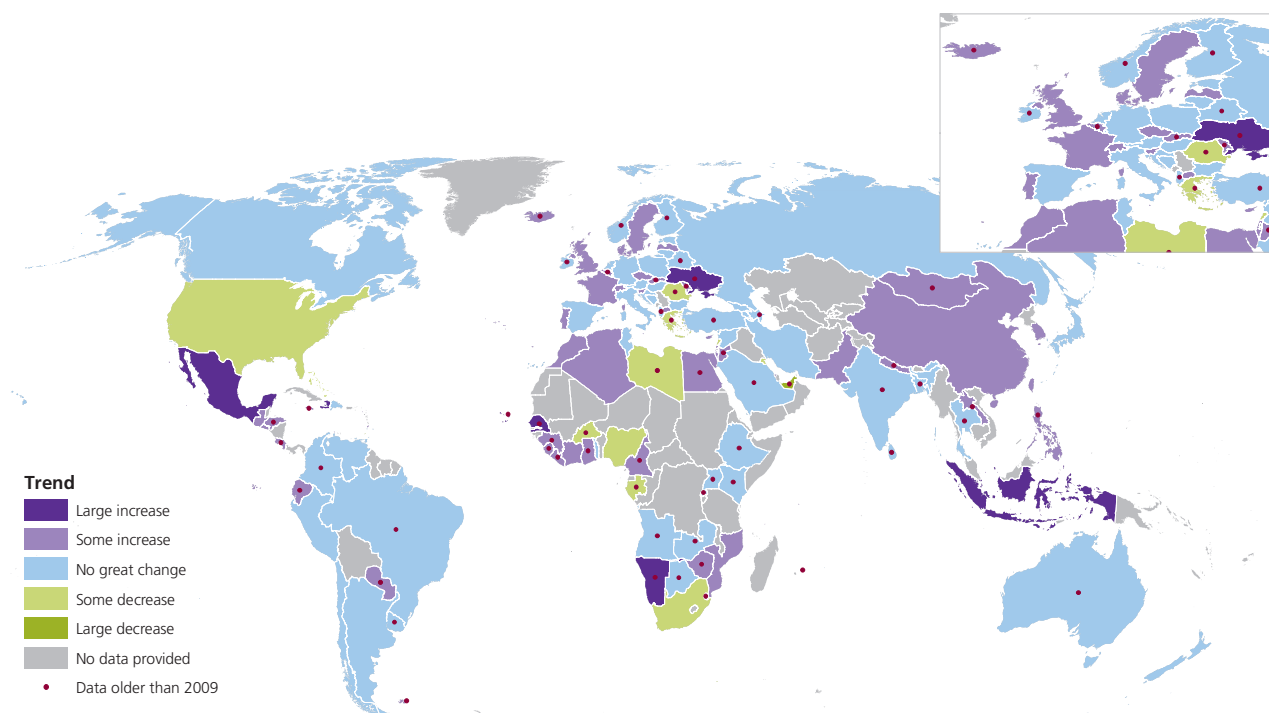 Trend
Large increase
Some increase
No great change
Some decrease
Large decrease
No data provided
Data older than 2009